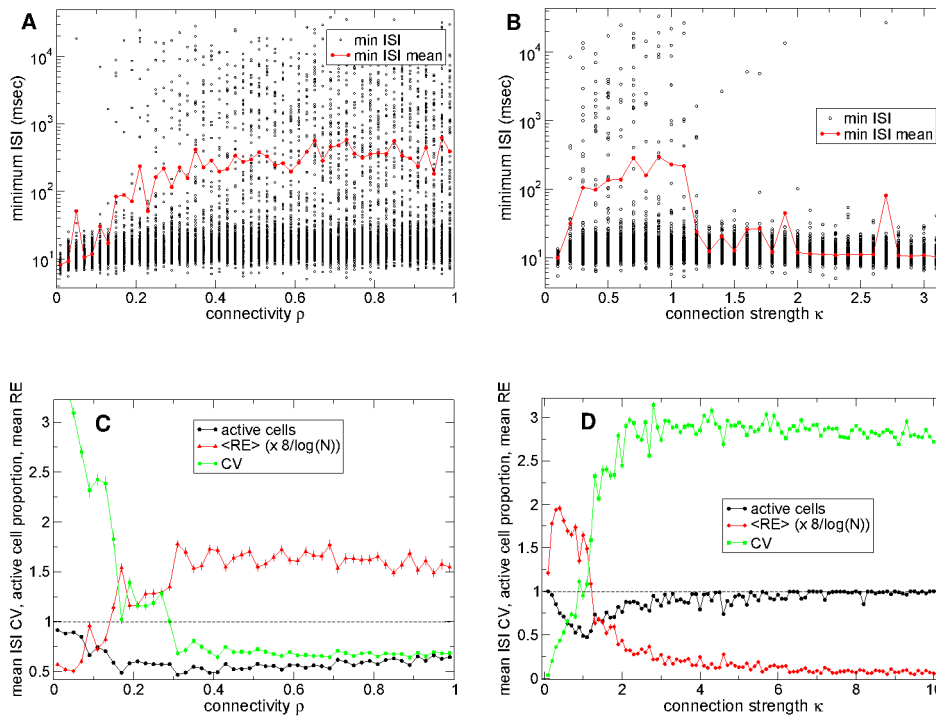 A
min ISI
min ISI mean
minimum ISI (msec)
10^4
10^3
10^2
10^1
0 0.2 0.4 0.6 0.8 1
connectivity ρ
B
min ISI
min ISI mean
minimum ISI (msec)
10^4
10^3
10^2
10^1
0 0.5 1 1.5 2 2.5 3
connection strength κ
C
active cells
<RE> (x 8/log(N))
CV
mean ISI CV, active cell proportion, mean RE
3
2.5
2
1.5
1
0.5
0 0.2 0.4 0.6 0.8 1
connectivity ρ
D
active cells
<RE> (x 8/log(N))
CV
mean ISI CV, active cell proportion, mean RE
3
2.5
2
1.5
1
0.5
0
0 2 4 6 8 10
connection strength κ